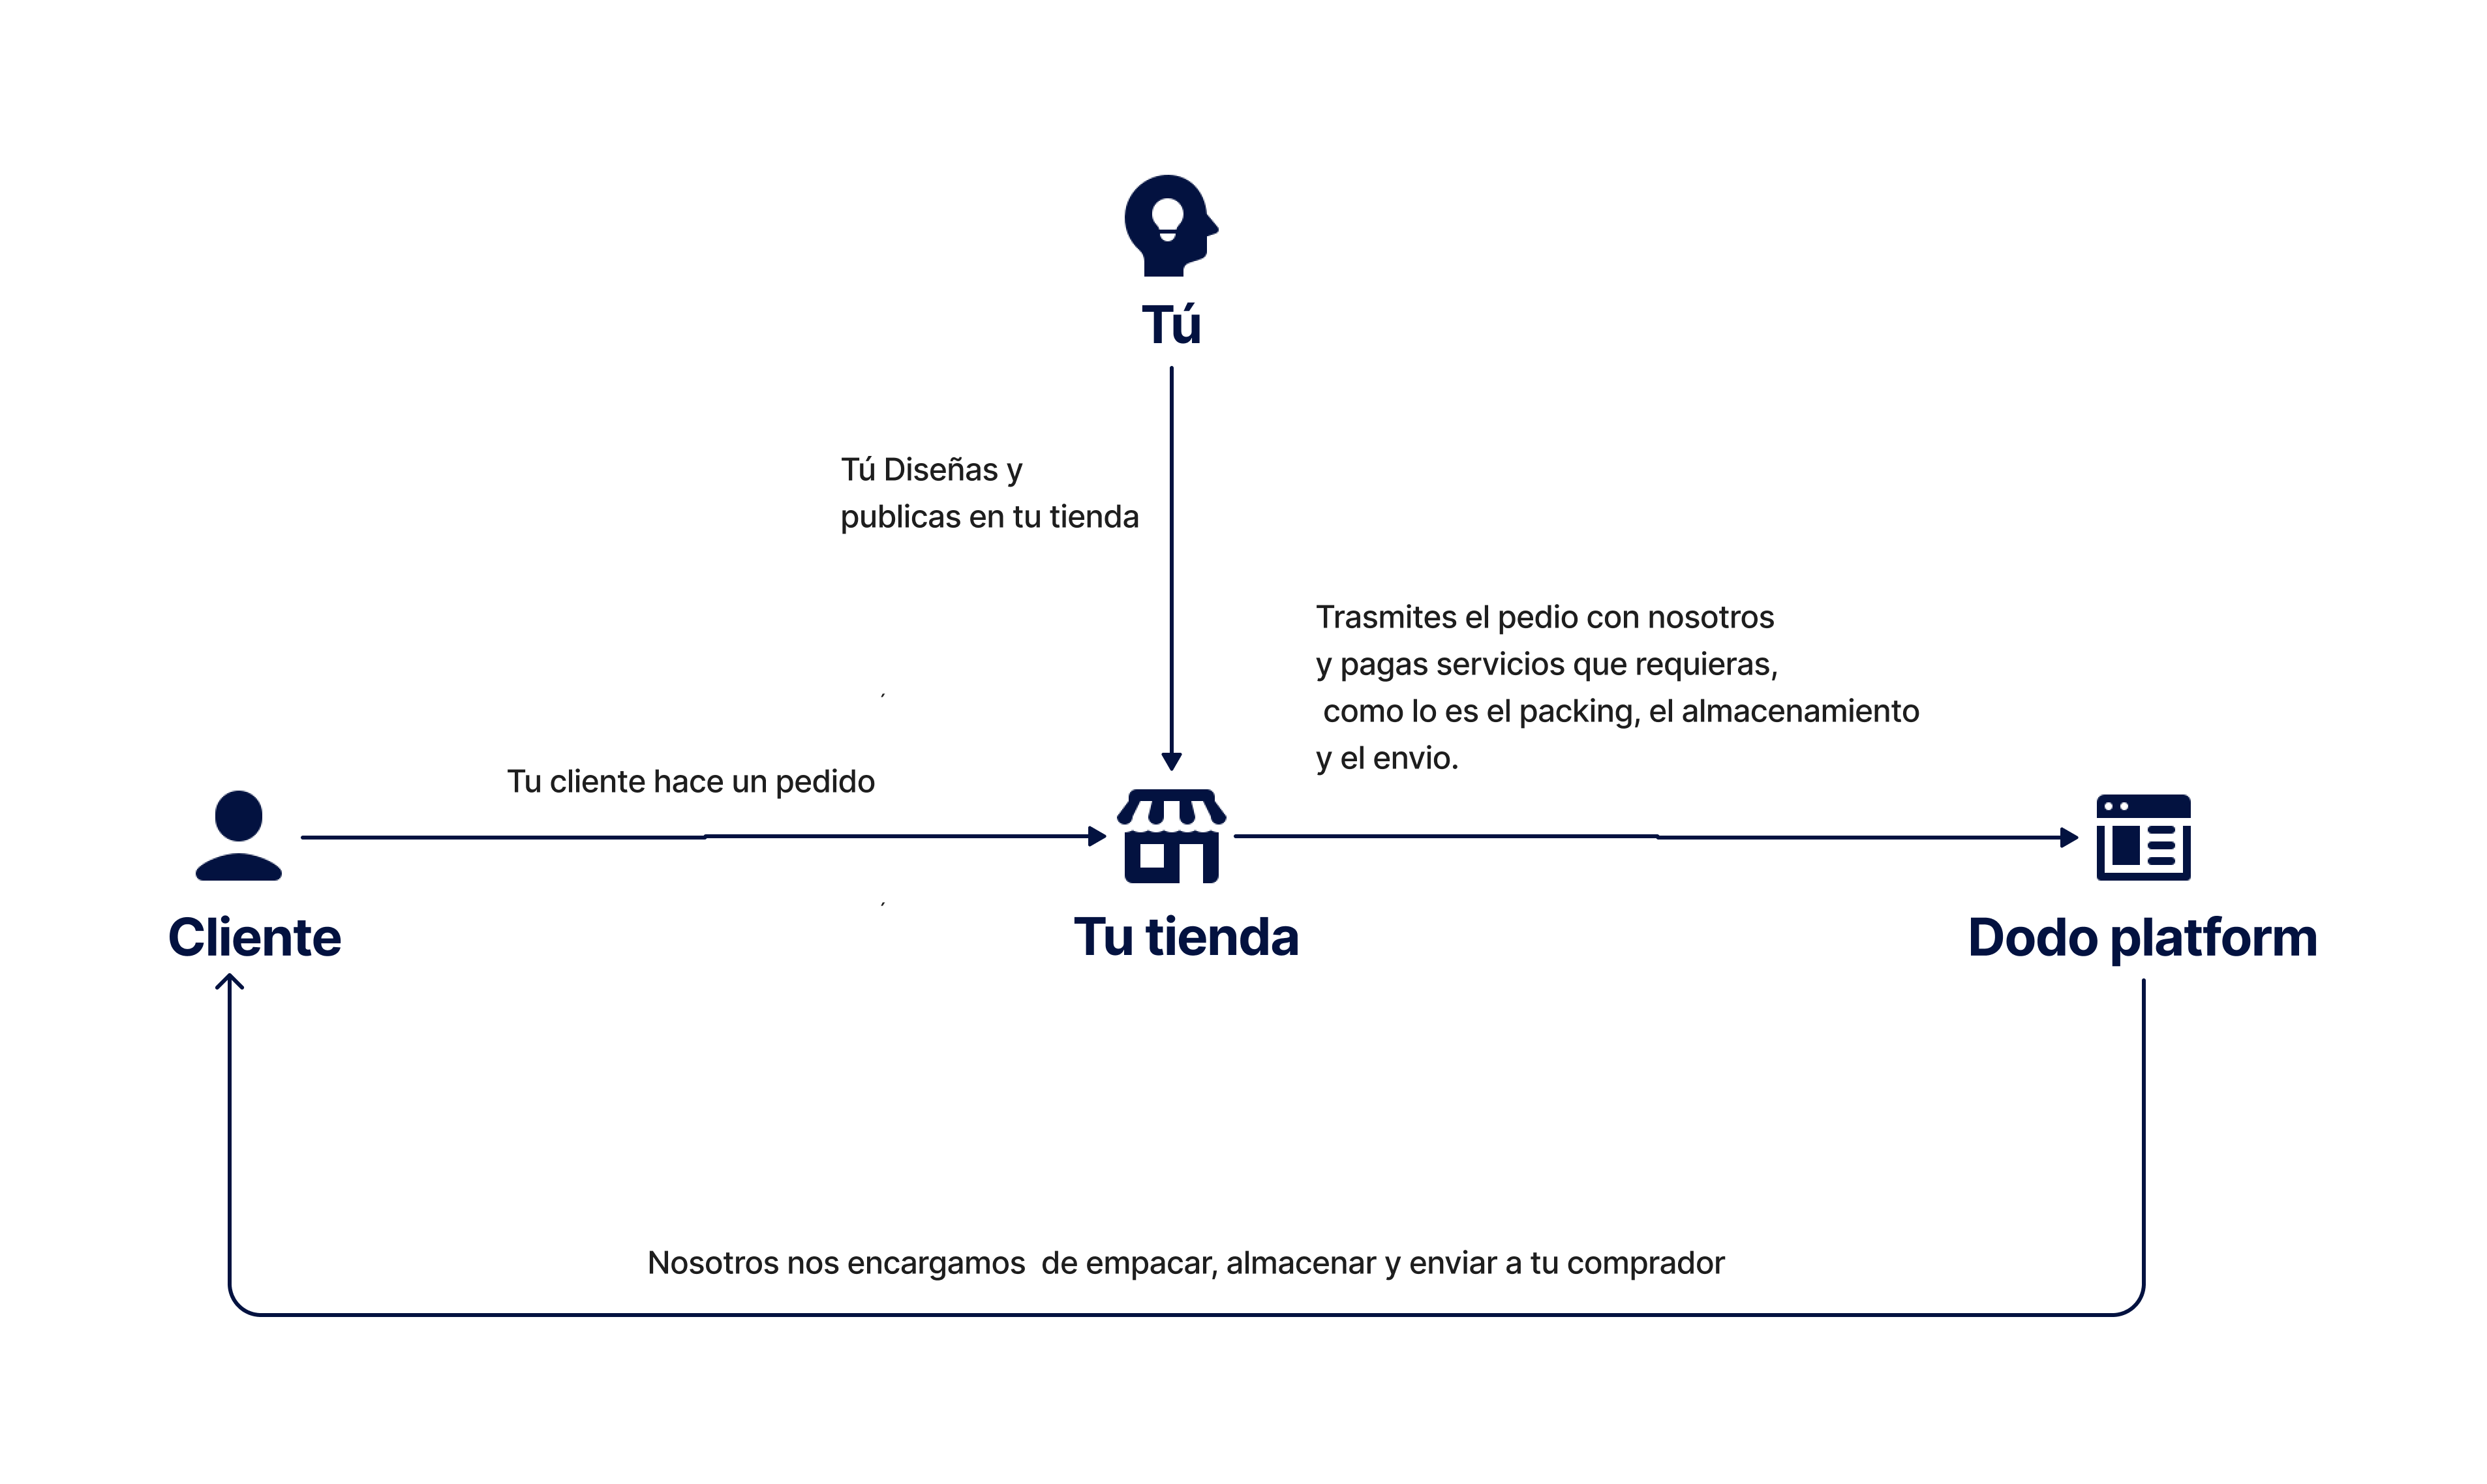 Tú
Tú Diseñas y
publicas en tu tienda
Trasmites el pedio con nosotros
y pagas servicios que requieras,
como lo es el packing, el almacenamiento
y el envio.
´
Tu cliente hace un pedido
´
Cliente
Tu tienda
Dodo platform
Nosotros nos encargamos  de empacar, almacenar y enviar a tu comprador